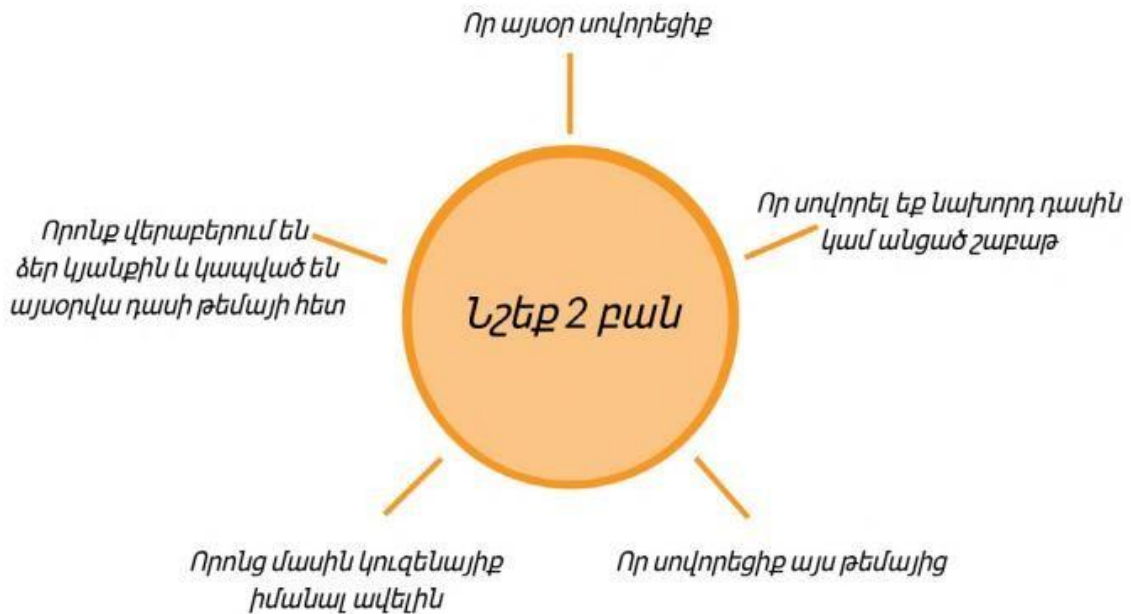 Որ այսօր սովորեցիք
Որ սովորել եք նախորդ դասին
կամ անցած շաբաթ
Որոնք վերաբերում են
ձեր կյանքին և կապված են
այսօրվա դասի թեմայի հետ
Նշեք 2 բան
Որոնց մասին կուզենայիք
իմանալ ավելին
Որ սովորեցիք այս թեմայից